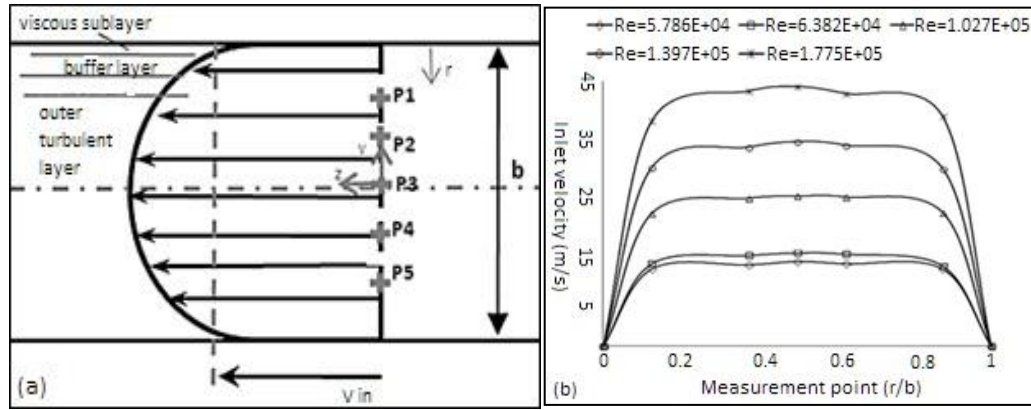 viscous sublayer
buffer layer
outer
turbulent
layer
r
P1
P2
y
z
P3
P4
P5
b
V in
(a)
Re=5.786E+04 Re=6.382E+04 Re=1.027E+05
Re=1.397E+05 Re=1.775E+05
Inlet velocity (m/s)
45
35
25
15
5
0 0.2 0.4 0.6 0.8 1
Measurement point (r/b)
(b)